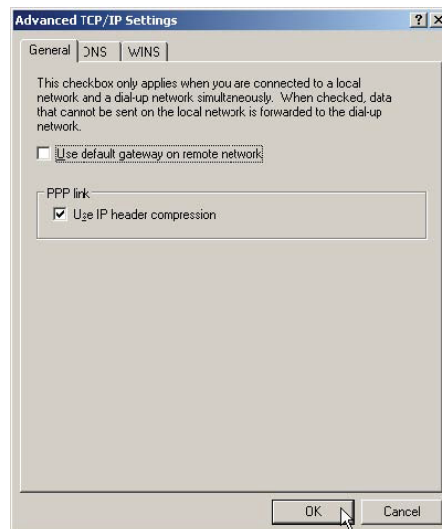 Advanced TCP/IP Settings
General DNS WINS
This checkbox only applies when you are connected to a local
network and a dial-up network simultaneously. When checked, data
that cannot be sent on the local network is forwarded to the dial-up
network.
Use default gateway on remote network
PPP link
Use IP header compression
OK Cancel